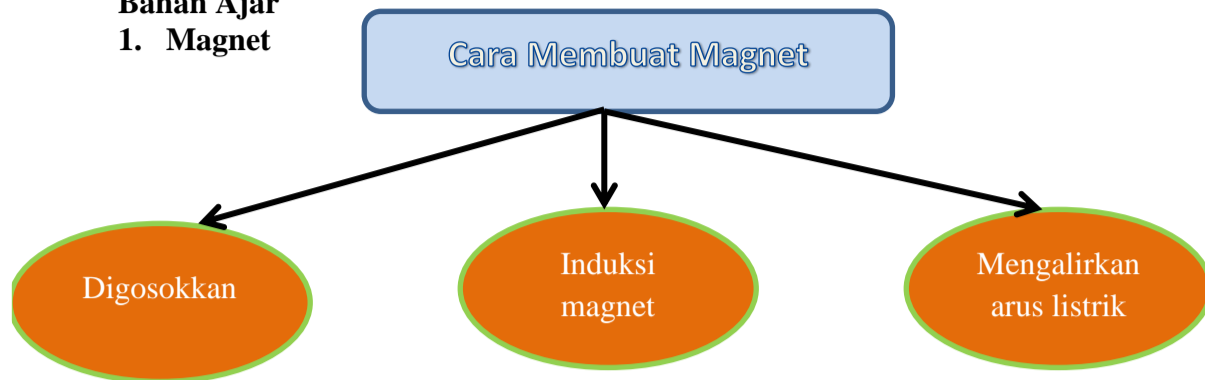 Bahan Ajar
1. Magnet
Cara Membuat Magnet
Digosokkan
Induksi
magnet
Mengalirkan
arus listrik